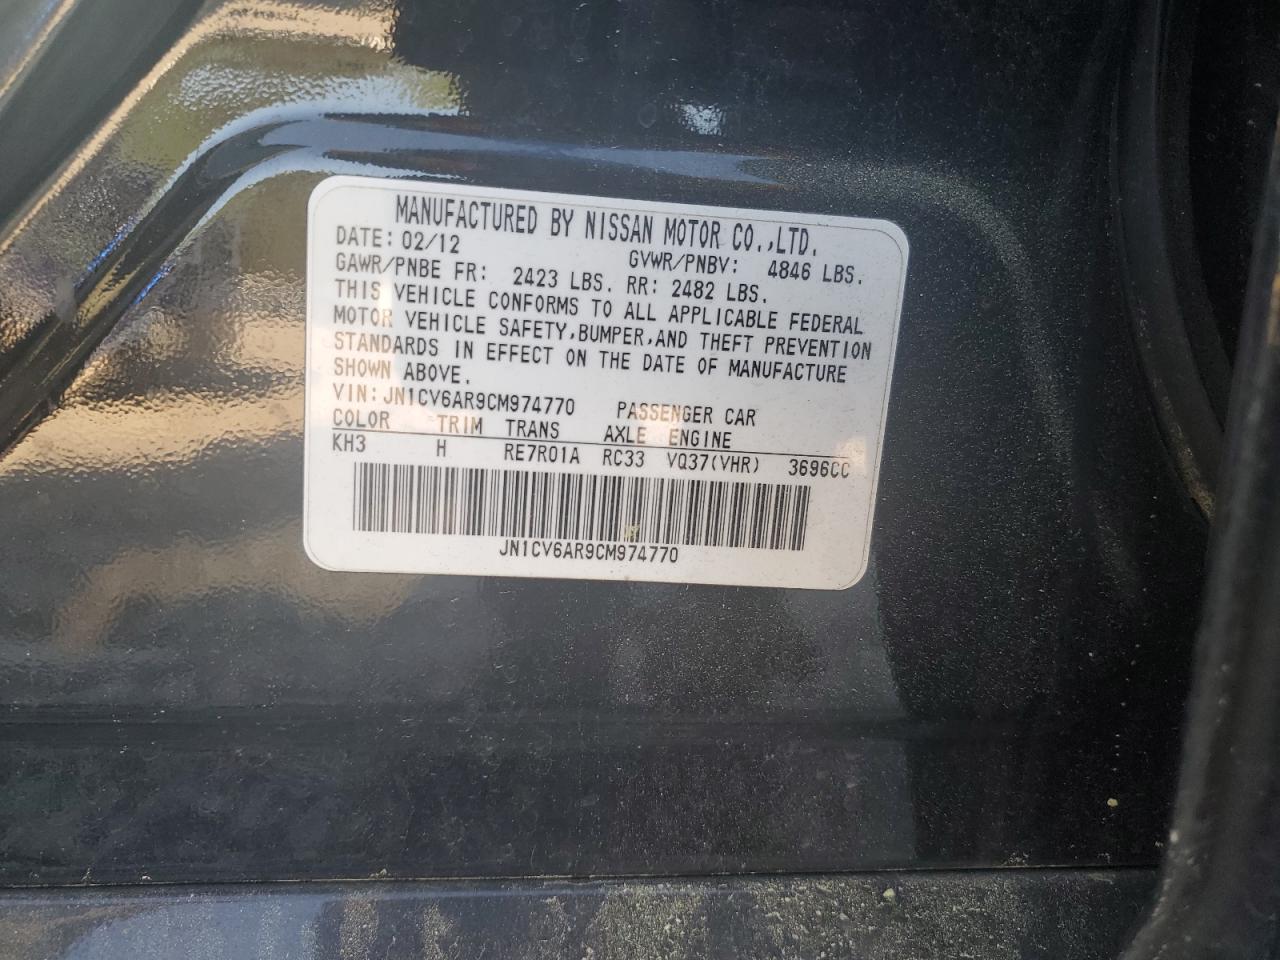 MANUFACTURED BY NISSAN MOTOR CO.,LTD.
DATE: 02/12 GVWR/PNBV: 4846 LBS.
GAWR/PNBE FR: 2423 LBS. RR: 2482 LBS.
THIS VEHICLE CONFORMS TO ALL APPLICABLE FEDERAL
MOTOR VEHICLE SAFETY,BUMPER,AND THEFT PREVENTION
STANDARDS IN EFFECT ON THE DATE OF MANUFACTURE
SHOWN ABOVE.
VIN: JN1CV6AR9CM974770 PASSENGER CAR
COLOR TRIM TRANS AXLE ENGINE
KH3 H RE7R01A RC33 VQ37(VHR) 3696CC
JN1CV6AR9CM974770